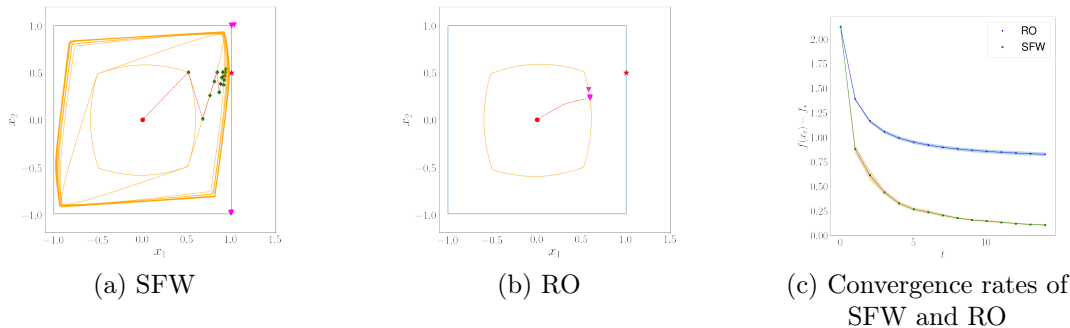 1.0
0.5
0.0
−0.5
−1.0
x₂
−1.0 −0.5 0.0 0.5 1.0 1.5
x₁
(a) SFW
1.0
0.5
0.0
−0.5
−1.0
x₂
−1.0 −0.5 0.0 0.5 1.0 1.5
x₁
(b) RO
2.00
1.75
1.50
1.25
1.00
0.75
0.50
0.25
0.00
f(xₜ) − f*
RO
SFW
0 5 10
t
(c) Convergence rates of
SFW and RO